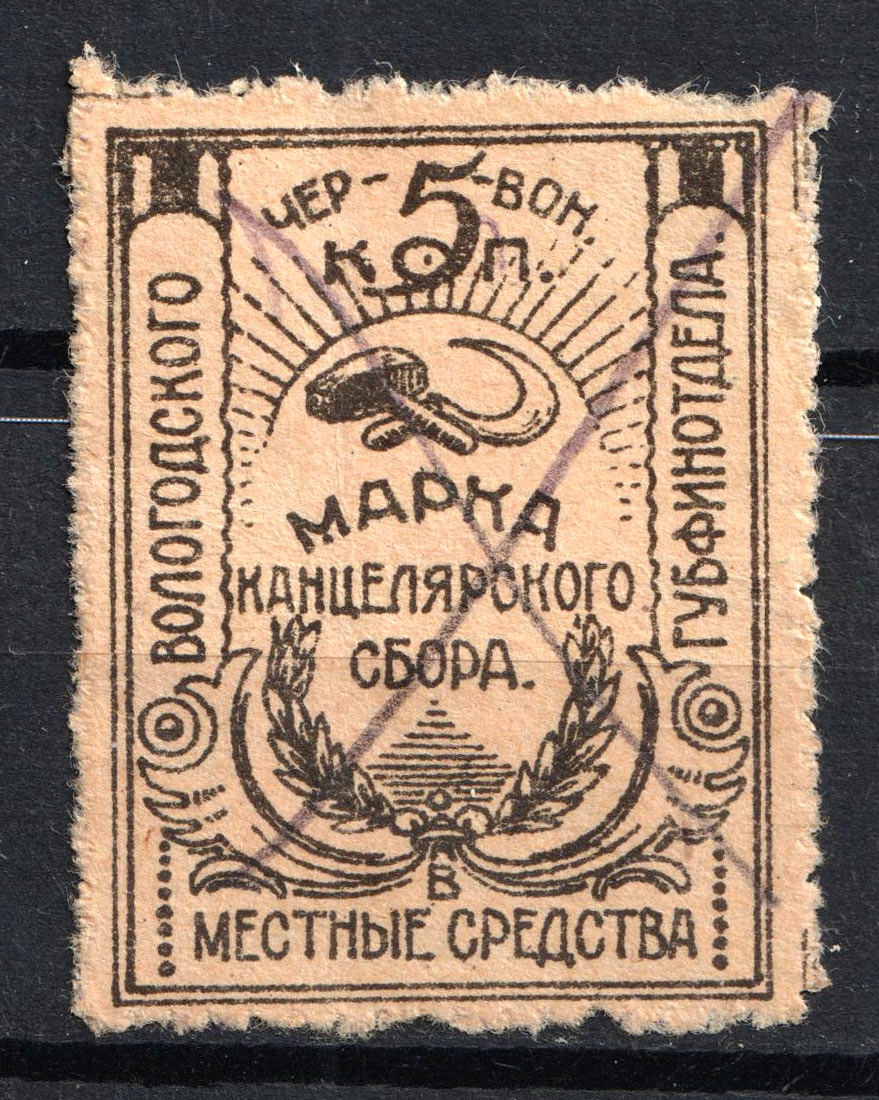 ЧЕР- 5 -ВОН.
КОП.
ВОЛОГОДСКОГО
ГУБФИНОТДЕЛА.
МАРКА
КАНЦЕЛЯРСКОГО
СБОРА.
В
МЕСТНЫЕ СРЕДСТВА